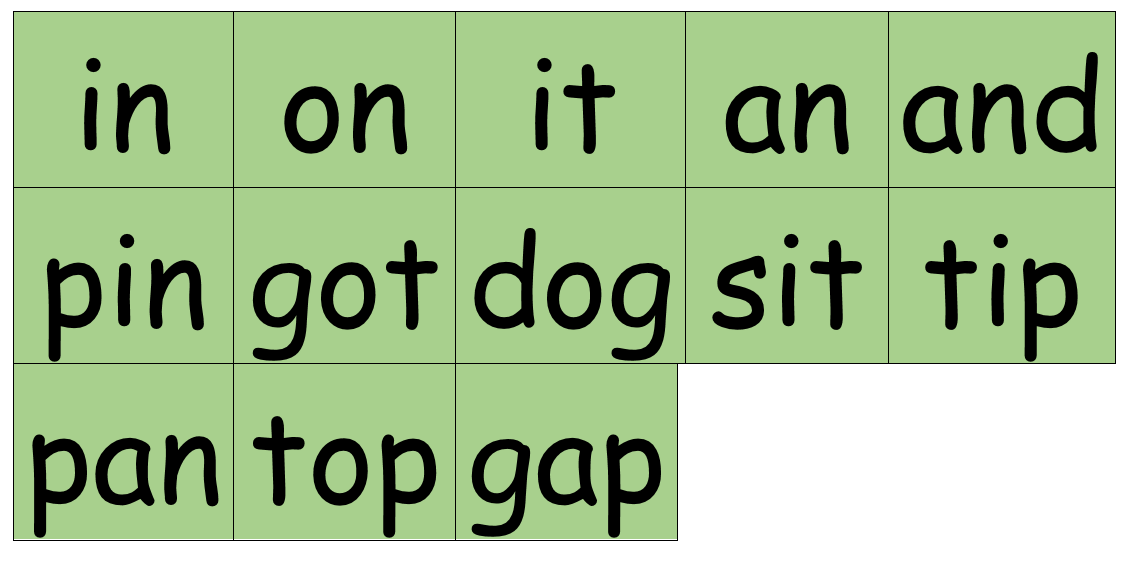 in on it an and
pin got dog sit tip
pan top gap